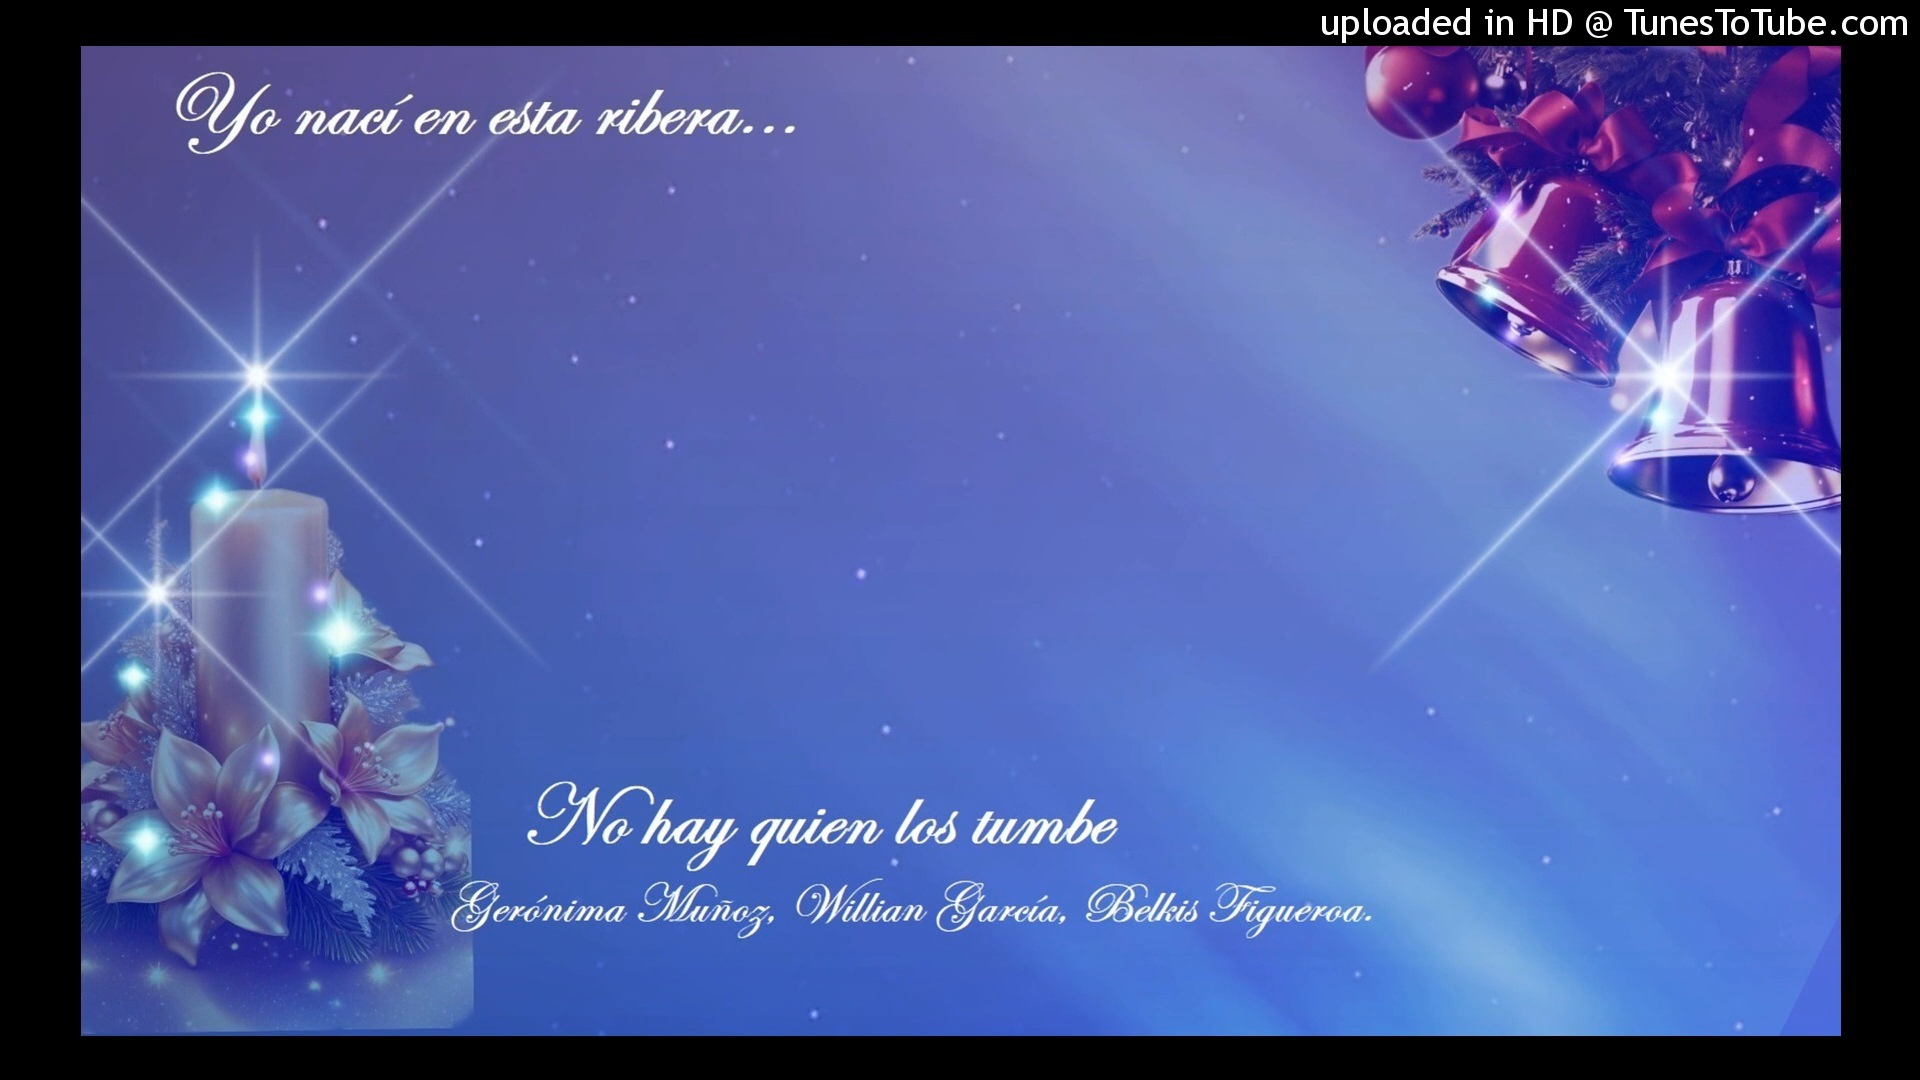 uploaded in HD @ TunesToTube.com
Yo nací en esta ribera...
No hay quien los tumbe
Gerónima Muñoz, Willian García, Belkis Figueroa.